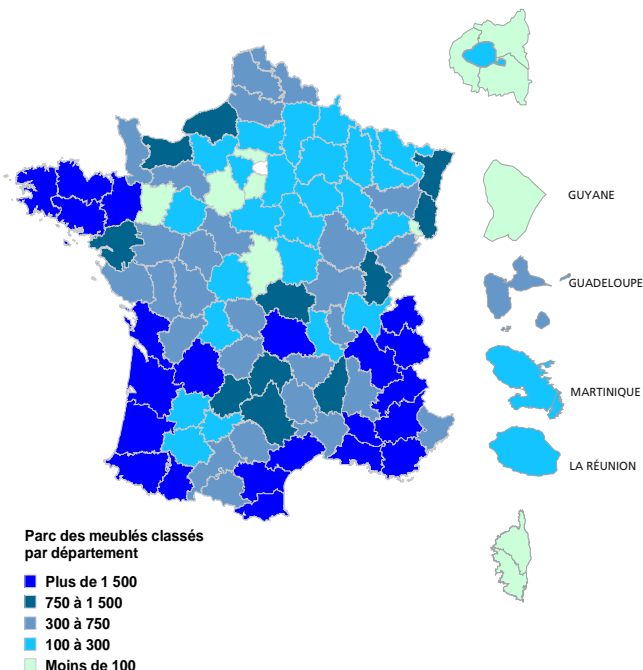 GUYANE
GUADELOUPE
MARTINIQUE
LA RÉUNION
Parc des meublés classés
par département
Plus de 1 500
750 à 1 500
300 à 750
100 à 300
Moins de 100